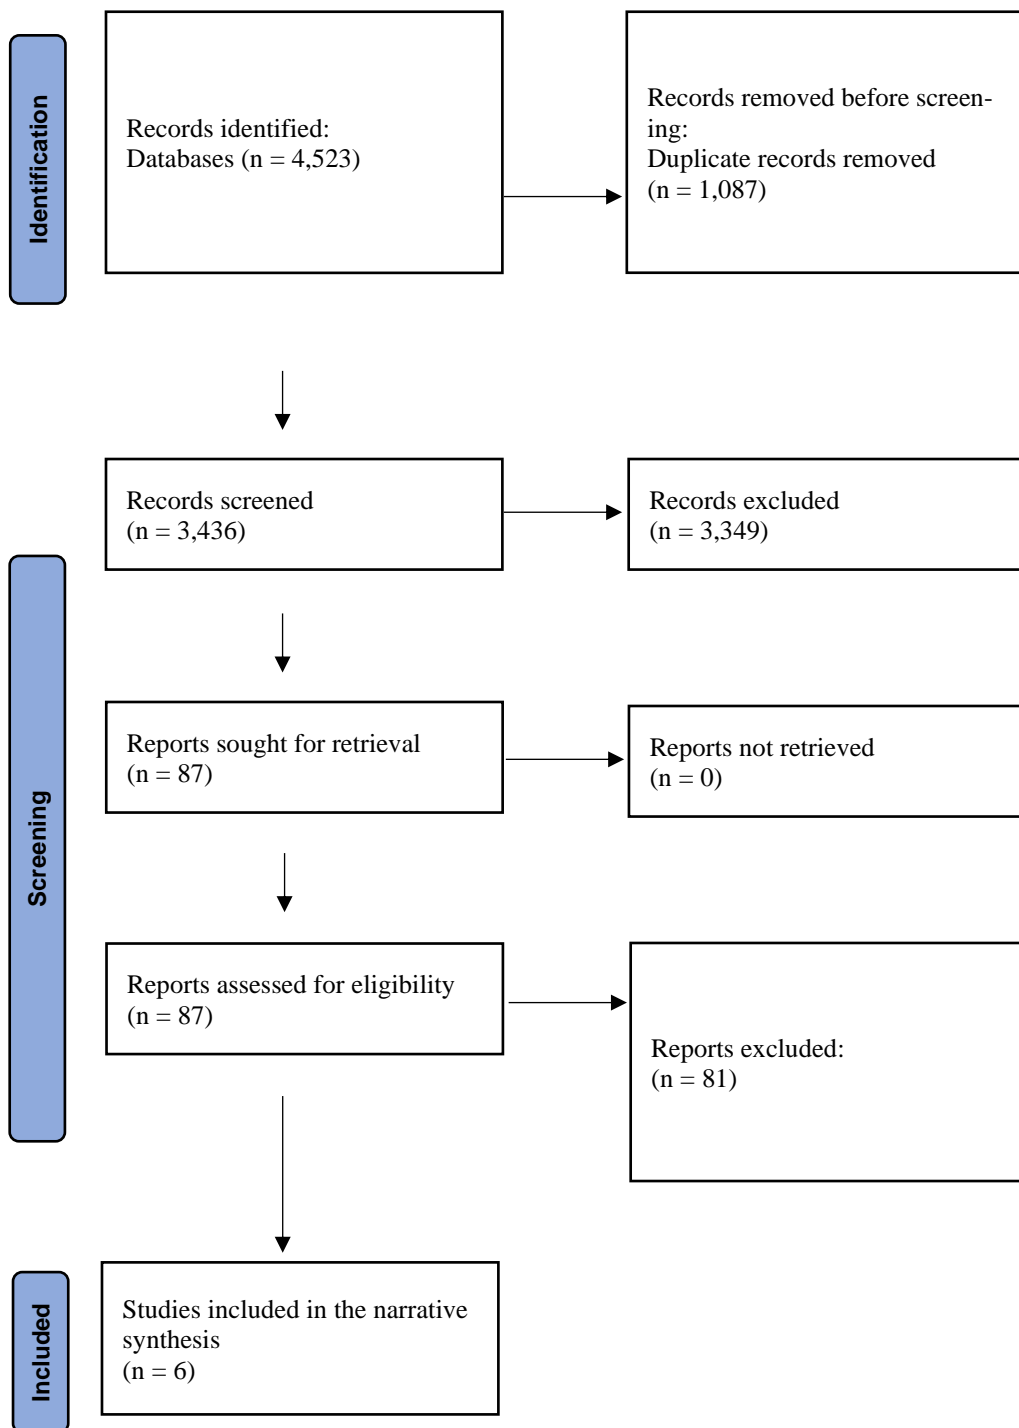 Identification
Records identified:
Databases (n = 4,523)
Records removed before screen-
ing:
Duplicate records removed
(n = 1,087)
Screening
Records screened
(n = 3,436)
Records excluded
(n = 3,349)
Reports sought for retrieval
(n = 87)
Reports not retrieved
(n = 0)
Reports assessed for eligibility
(n = 87)
Reports excluded:
(n = 81)
Included
Studies included in the narrative
synthesis
(n = 6)